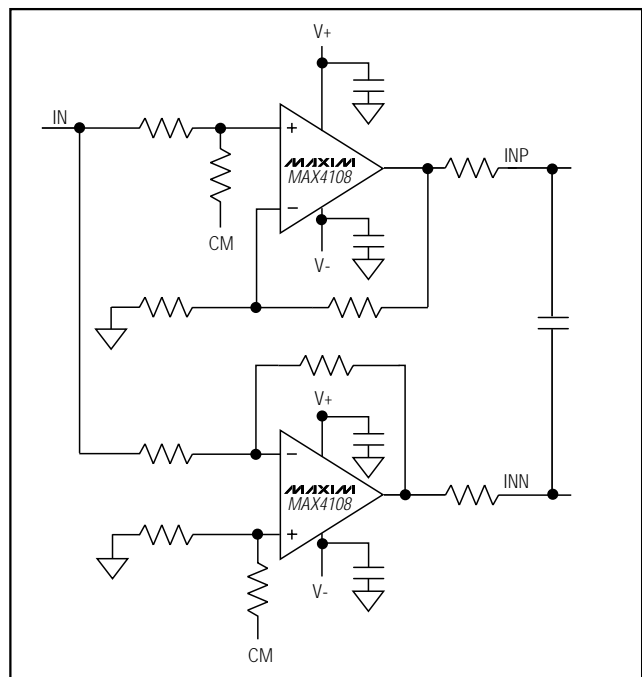 V+
IN
+
MAXIM
MAX4108
INP
−
CM
V-
V+
−
INN
MAXIM
MAX4108
+
V-
CM